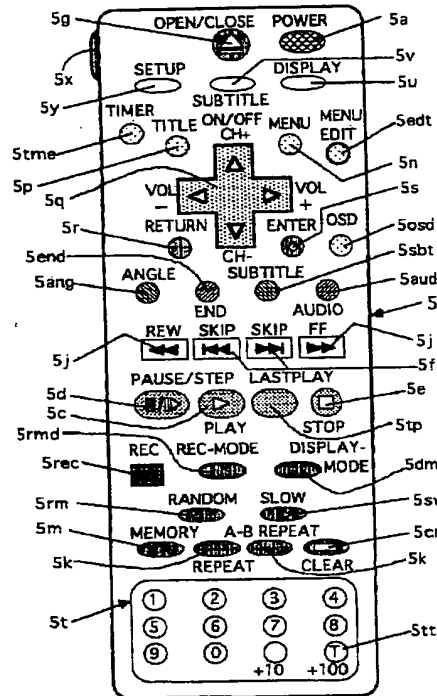 5g OPEN/CLOSE POWER 5a
5x SETUP DISPLAY 5v
5y SUBTITLE 5u
TIMER ON/OFF MENU
5tme TITLE CH+ MENU EDIT 5edt
5p 5n
5q VOL VOL 5s
− +
5r RETURN ENTER OSD 5osd
5end CH- SUBTITLE 5sbt
5ang ANGLE 5aud
END AUDIO 5
REW SKIP SKIP FF
5j 5j
5f
PAUSE/STEP LASTPLAY
5d 5e
5c PLAY STOP 5tp
5rmd REC REC-MODE DISPLAY-MODE
5rec 5dm
5rm RANDOM SLOW
5m MEMORY A-B REPEAT
5k REPEAT CLEAR 5k
1 2 3 4
5t 5 6 7 8
9 0 T 5tt
+10 +100